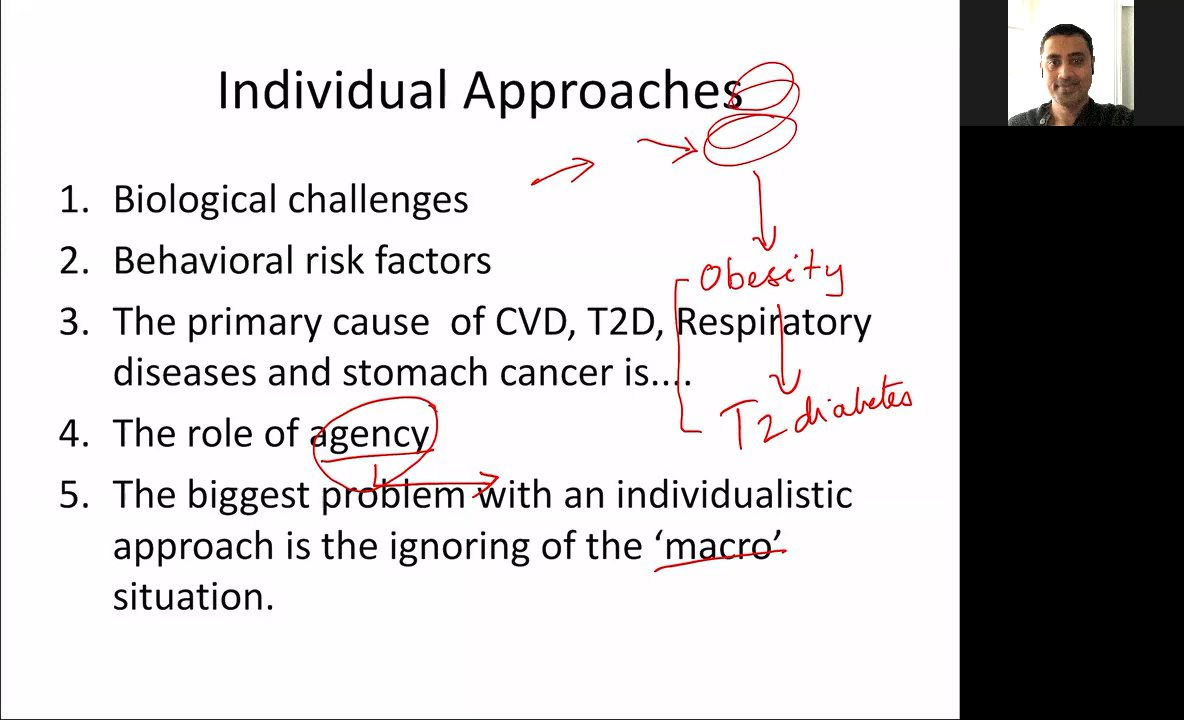 Individual Approaches
1. Biological challenges
2. Behavioral risk factors
Obesity
3. The primary cause of CVD, T2D, Respiratory
diseases and stomach cancer is....
T2 diabetes
4. The role of agency
5. The biggest problem with an individualistic
approach is the ignoring of the ‘macro’
situation.